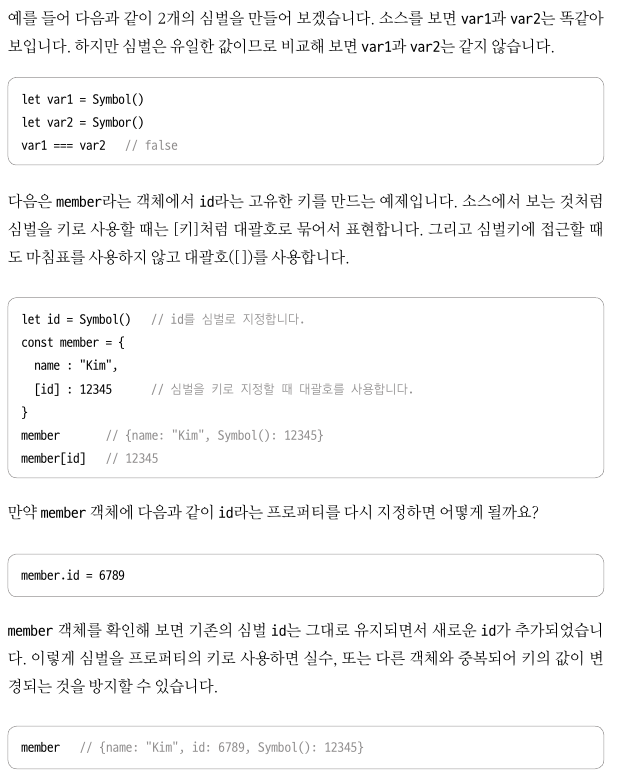 예를 들어 다음과 같이 2개의 심벌을 만들어 보겠습니다. 소스를 보면 var1과 var2는 똑같아
보입니다. 하지만 심벌은 유일한 값이므로 비교해 보면 var1과 var2는 같지 않습니다.
let var1 = Symbol()
let var2 = Symbor()
var1 === var2 // false
다음은 member라는 객체에서 id라는 고유한 키를 만드는 예제입니다. 소스에서 보는 것처럼
심벌을 키로 사용할 때는 [키]처럼 대괄호로 묶어서 표현합니다. 그리고 심벌키에 접근할 때
도 마침표를 사용하지 않고 대괄호([])를 사용합니다.
let id = Symbol() // id를 심벌로 지정합니다.
const member = {
name : "Kim",
[id] : 12345 // 심벌을 키로 지정할 때 대괄호를 사용합니다.
}
member // {name: "Kim", Symbol(): 12345}
member[id] // 12345
만약 member 객체에 다음과 같이 id라는 프로퍼티를 다시 지정하면 어떻게 될까요?
member.id = 6789
member 객체를 확인해 보면 기존의 심벌 id는 그대로 유지되면서 새로운 id가 추가되었습니
다. 이렇게 심벌을 프로퍼티의 키로 사용하면 실수, 또는 다른 객체와 중복되어 키의 값이 변
경되는 것을 방지할 수 있습니다.
member // {name: "Kim", id: 6789, Symbol(): 12345}